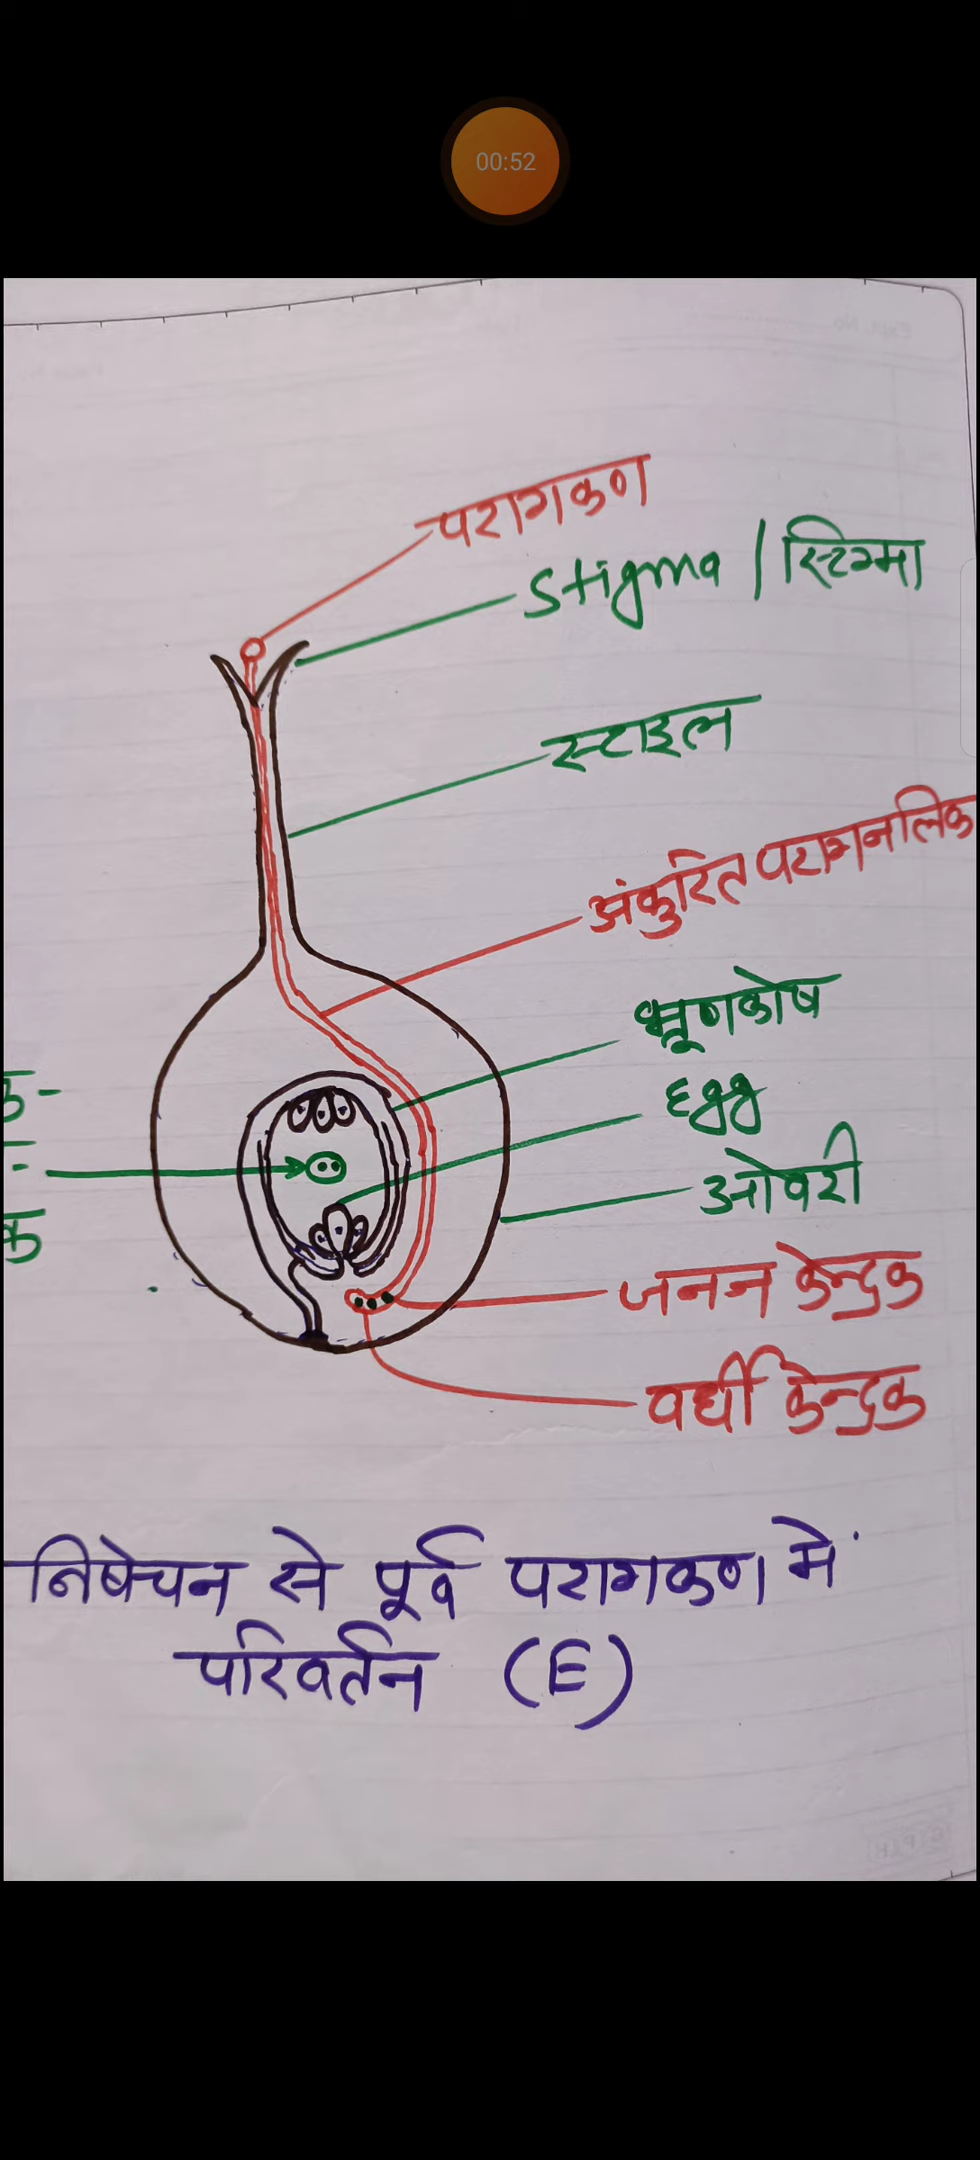 00:52
परागकण
Stigma / स्टिग्मा
स्टाइल
अंकुरित परागनलिक
भ्रूणकोष
Egg
ओवरी
जनन केन्द्रक
वर्धी केन्द्रक
निषेचन से पूर्व परागकण में
परिवर्तन (E)